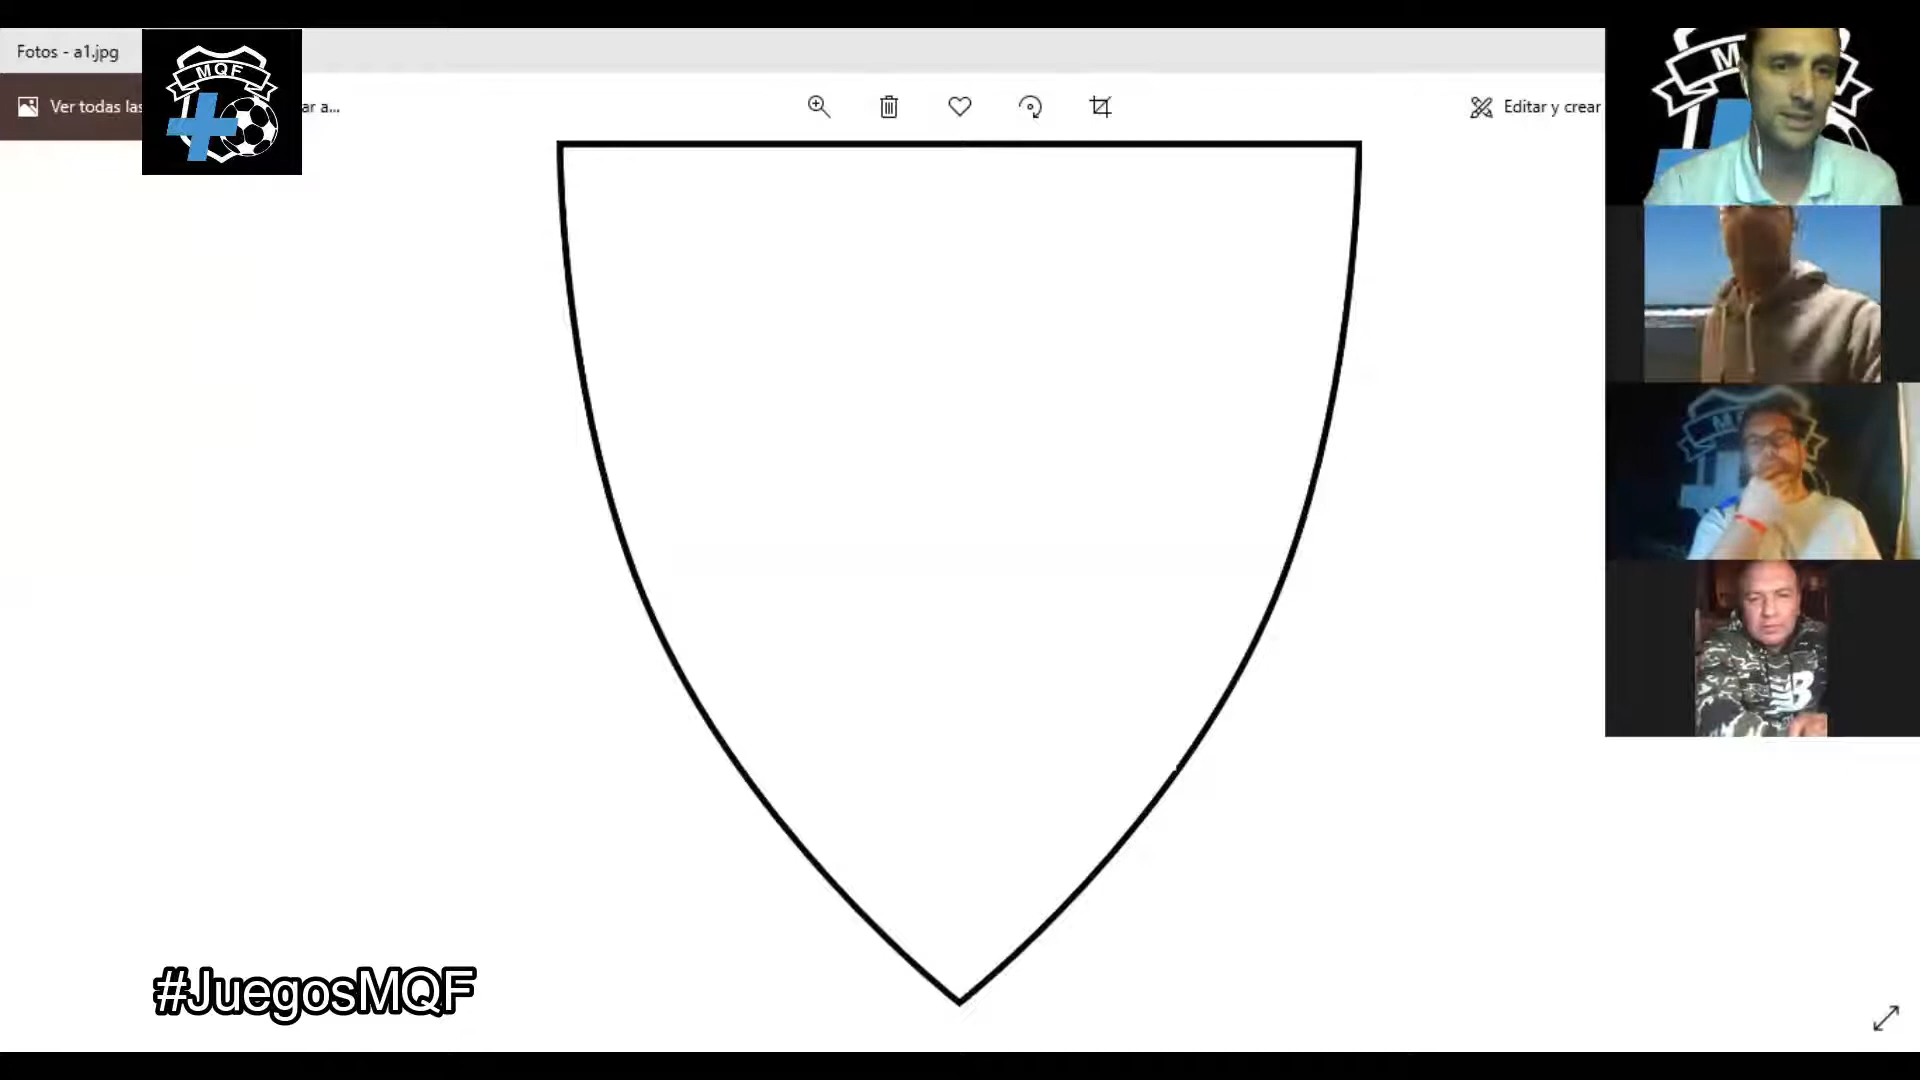 Fotos - a1.jpg
Ver todas las
ar a...
Editar y crear
MQF
M
M
#JuegosMQF